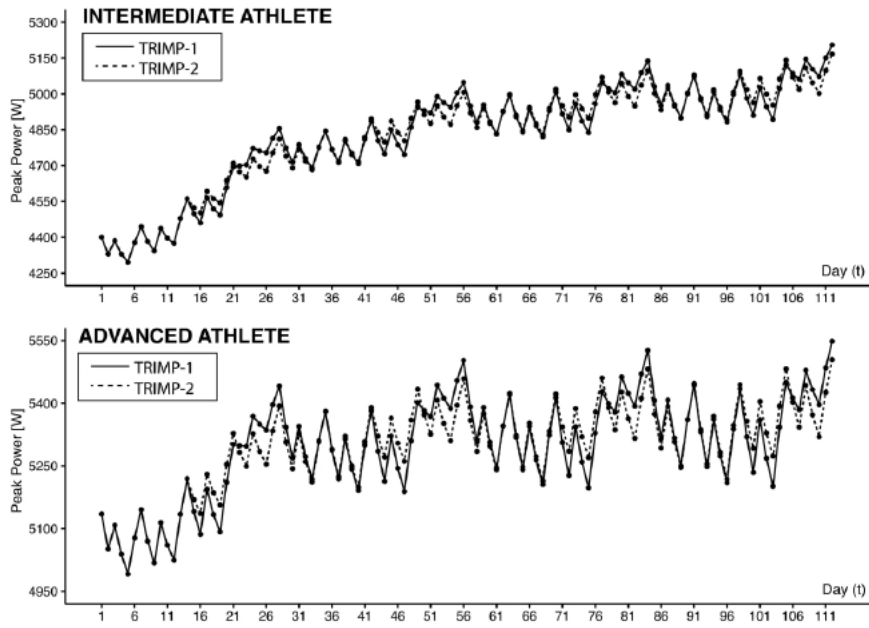 INTERMEDIATE ATHLETE
TRIMP-1
TRIMP-2
Peak Power [W]
5300
5150
5000
4850
4700
4550
4400
4250
Day (t)
1 6 11 16 21 26 31 36 41 46 51 56 61 66 71 76 81 86 91 96 101 106 111
ADVANCED ATHLETE
TRIMP-1
TRIMP-2
Peak Power [W]
5550
5400
5250
5100
4950
Day (t)
1 6 11 16 21 26 31 36 41 46 51 56 61 66 71 76 81 86 91 96 101 106 111